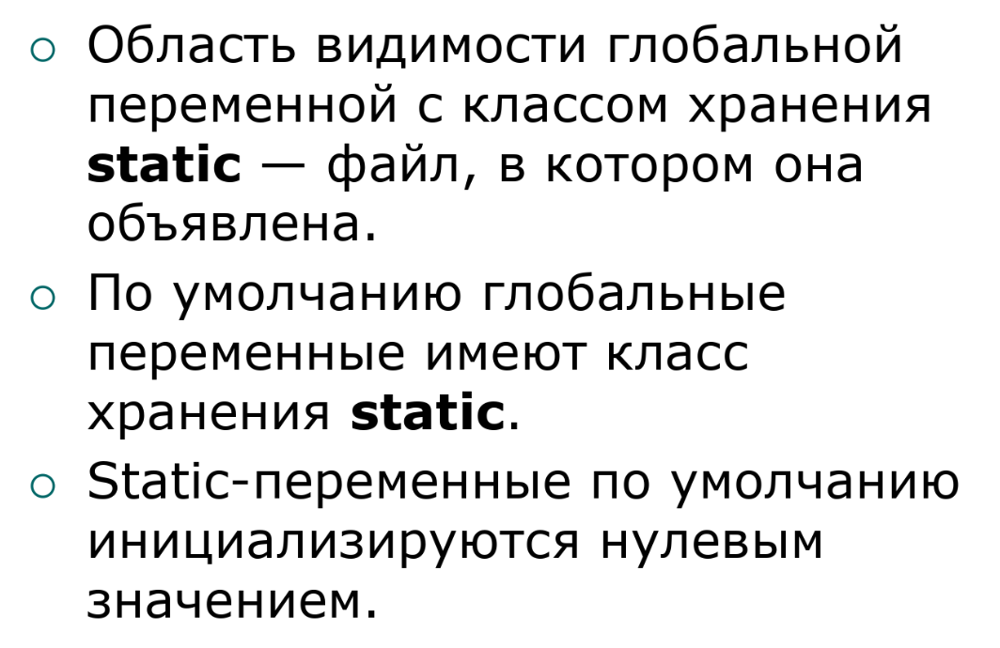 Область видимости глобальной
переменной с классом хранения
static — файл, в котором она
объявлена.
По умолчанию глобальные
переменные имеют класс
хранения static.
Static-переменные по умолчанию
инициализируются нулевым
значением.